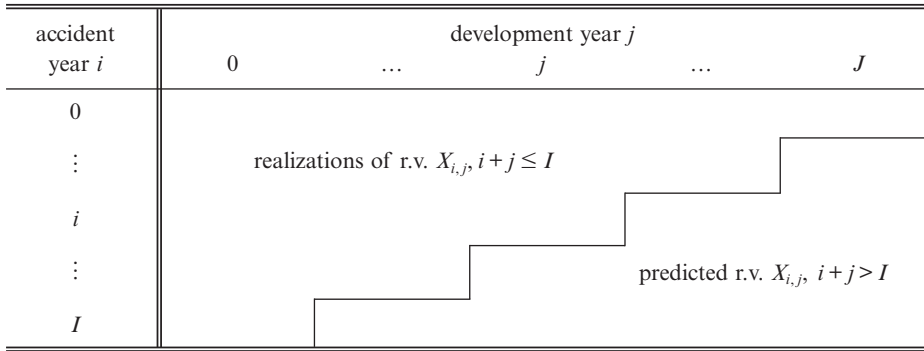 accident year i
development year j
0 … j … J
0
⋮ realizations of r.v. X_{i,j}, i + j ≤ I
i
⋮ predicted r.v. X_{i,j}, i + j > I
I